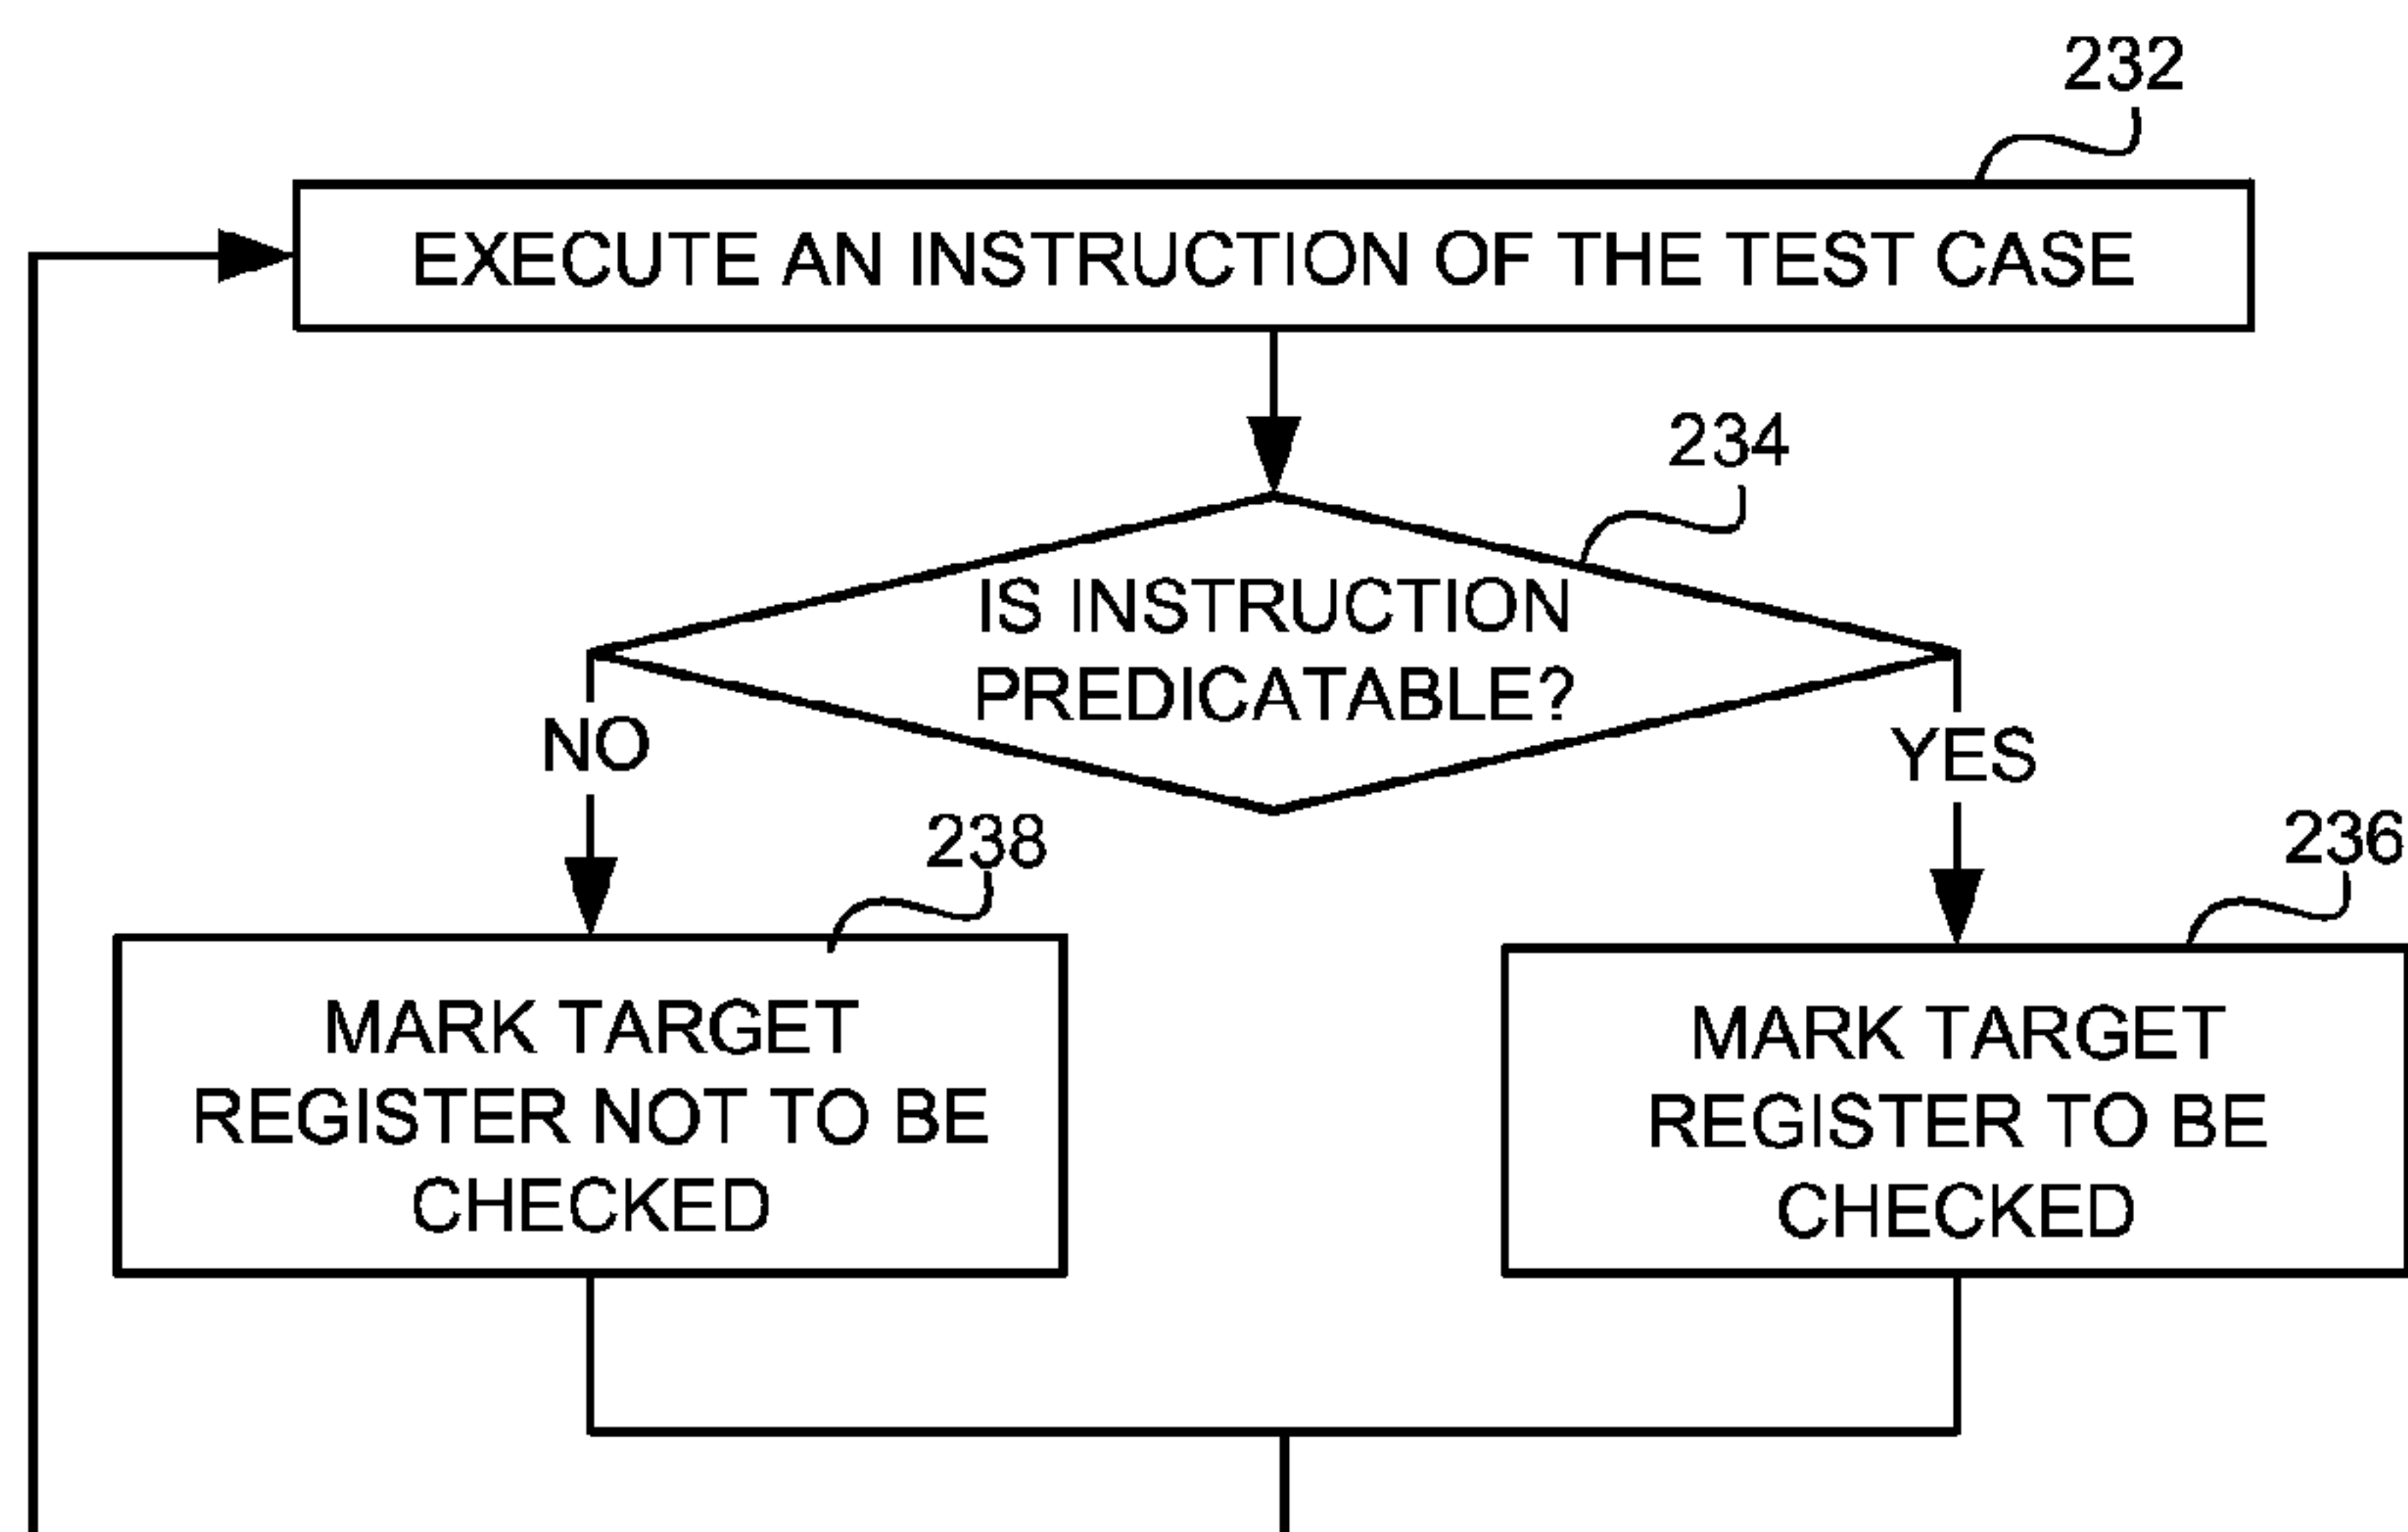 232
EXECUTE AN INSTRUCTION OF THE TEST CASE
234
IS INSTRUCTION
PREDICATABLE?
NO
YES
238
236
MARK TARGET
REGISTER NOT TO BE
CHECKED
MARK TARGET
REGISTER TO BE
CHECKED